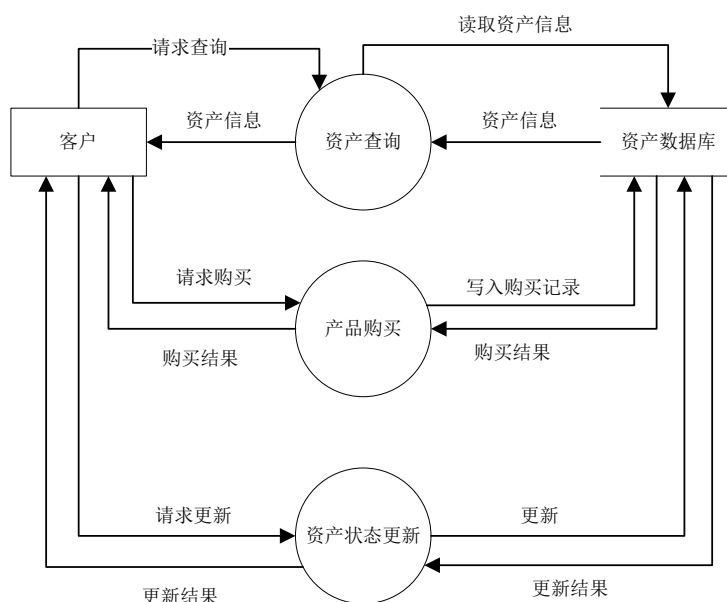 读取资产信息
请求查询
资产信息
资产信息
客户
资产查询
资产数据库
请求购买
写入购买记录
产品购买
购买结果
购买结果
请求更新
更新
资产状态更新
更新结果
更新结果